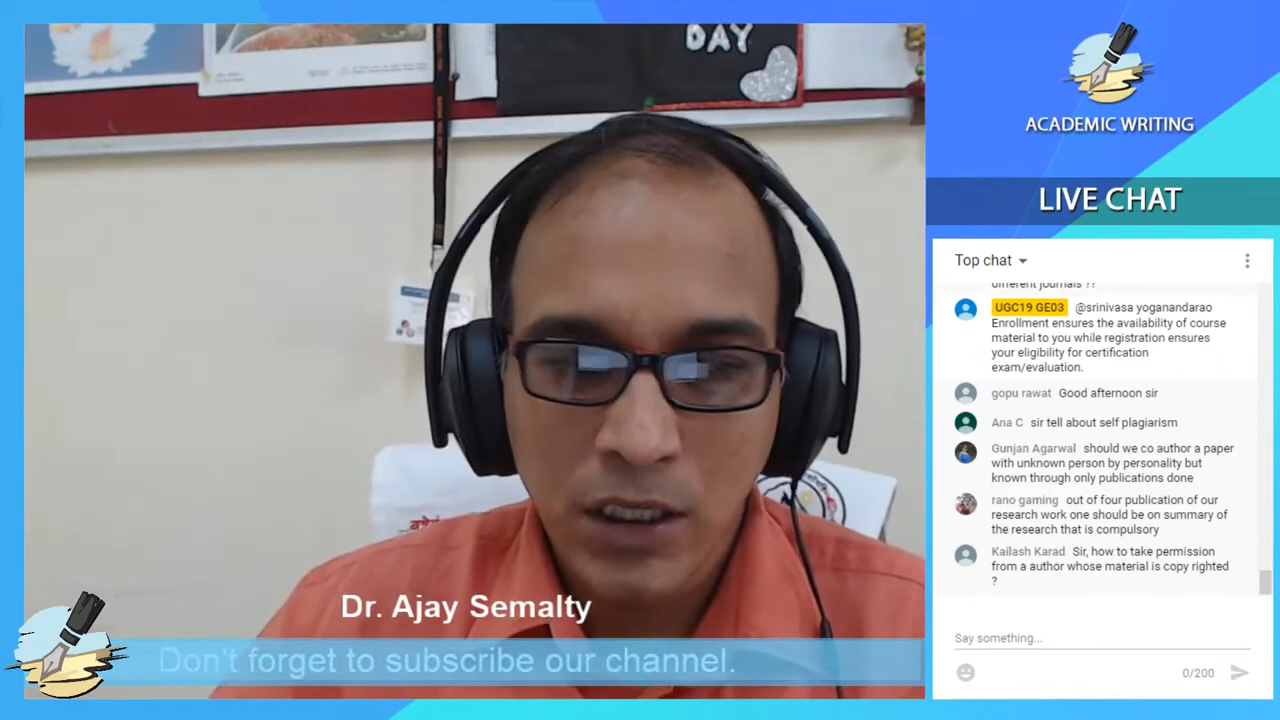 DAY
Dr. Ajay Semalty
Don't forget to subscribe our channel.
ACADEMIC WRITING
LIVE CHAT
Top chat
different journals ??
UGC19 GE03 @srinivasa yoganandarao
Enrollment ensures the availability of course
material to you while registration ensures
your eligibility for certification
exam/evaluation.
gopu rawat Good afternoon sir
Ana C sir tell about self plagiarism
Gunjan Agarwal should we co author a paper
with unknown person by personality but
known through only publications done
rano gaming out of four publication of our
research work one should be on summary of
the research that is compulsory
Kailash Karad Sir, how to take permission
from a author whose material is copy righted
?
Say something...
0/200